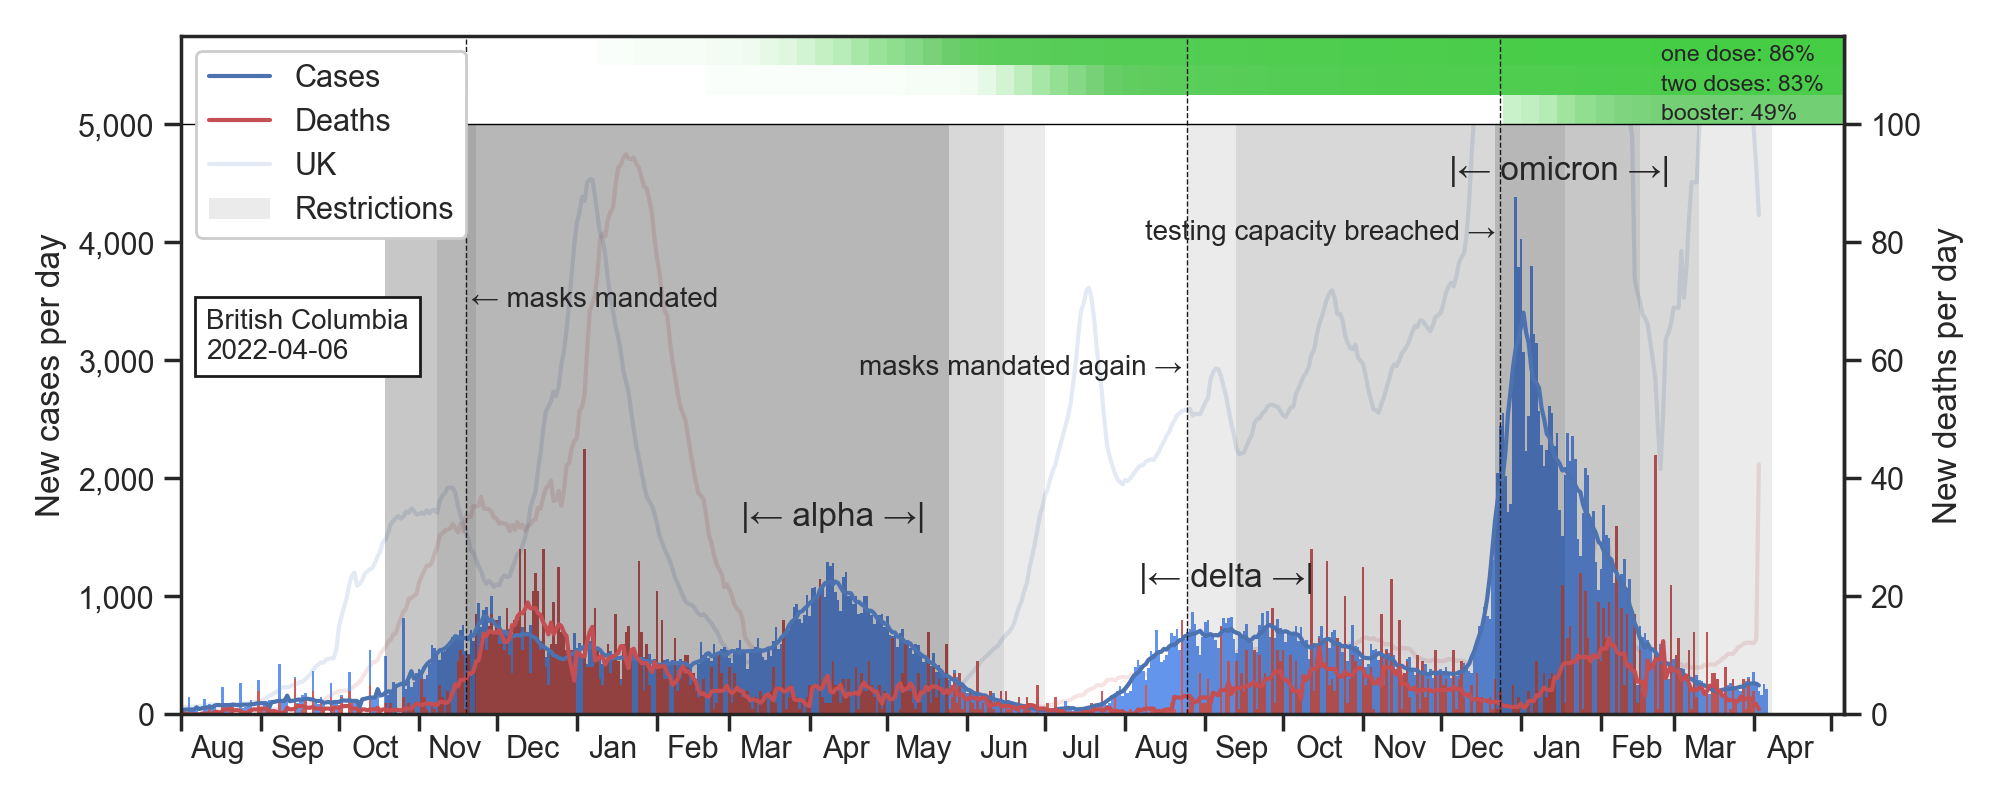 one dose: 86%
two doses: 83%
booster: 49%
Cases
Deaths
UK
Restrictions
5,000
4,000
3,000
2,000
1,000
0
100
80
60
40
20
0
New cases per day
New deaths per day
|← omicron →|
testing capacity breached →
← masks mandated
British Columbia
2022-04-06
masks mandated again →
|← alpha →|
|← delta →|
Aug Sep Oct Nov Dec Jan Feb Mar Apr May Jun Jul Aug Sep Oct Nov Dec Jan Feb Mar Apr